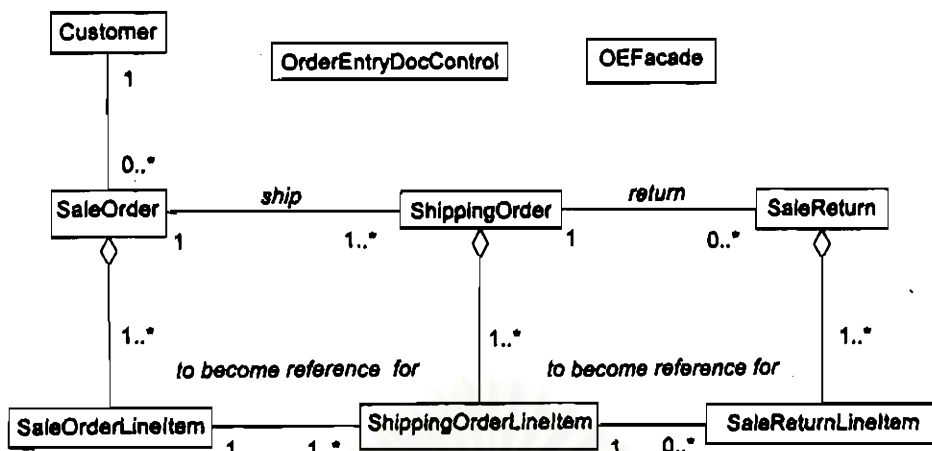 Customer
OrderEntryDocControl
OEFacade
1
0..*
SaleOrder
ship
ShippingOrder
return
SaleReturn
1
1..*
1
0..*
1..*
1..*
1..*
to become reference for
to become reference for
SaleOrderLineItem
ShippingOrderLineItem
SaleReturnLineItem
1
1..*
1
0..*